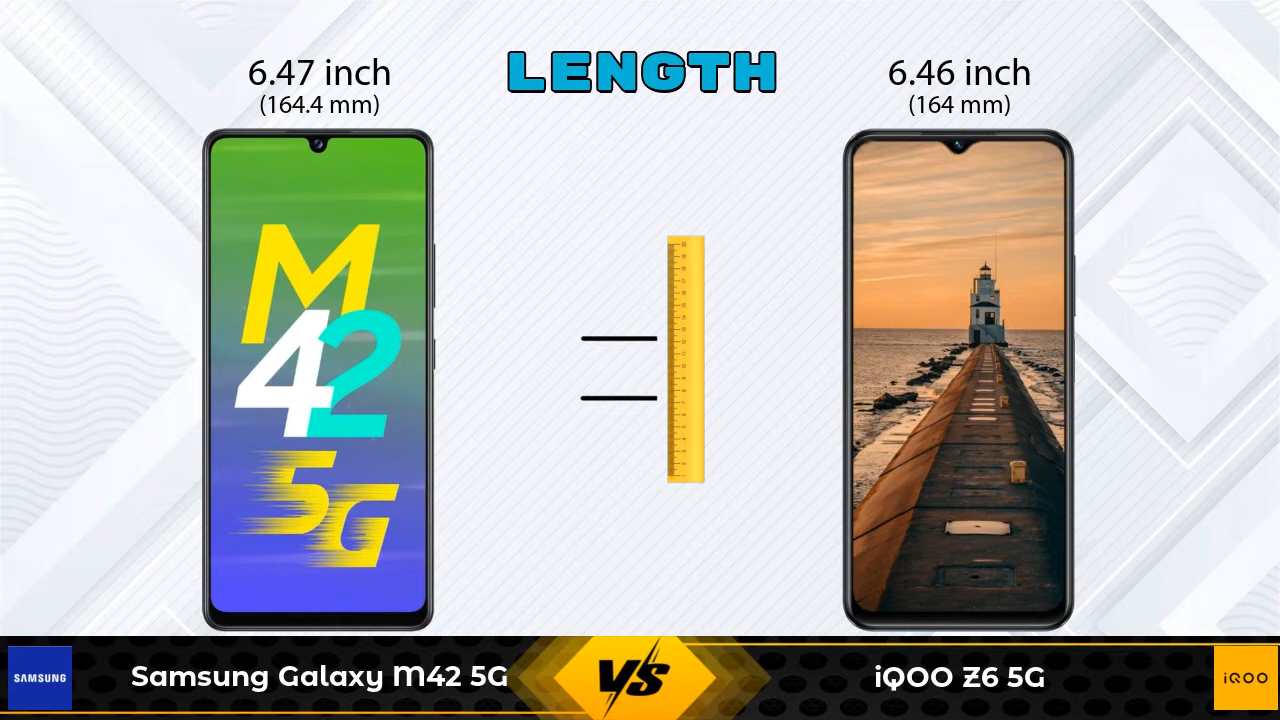 LENGTH
6.47 inch
(164.4 mm)
6.46 inch
(164 mm)
M
42
5G
SAMSUNG
Samsung Galaxy M42 5G
VS
iQOO Z6 5G
iQOO